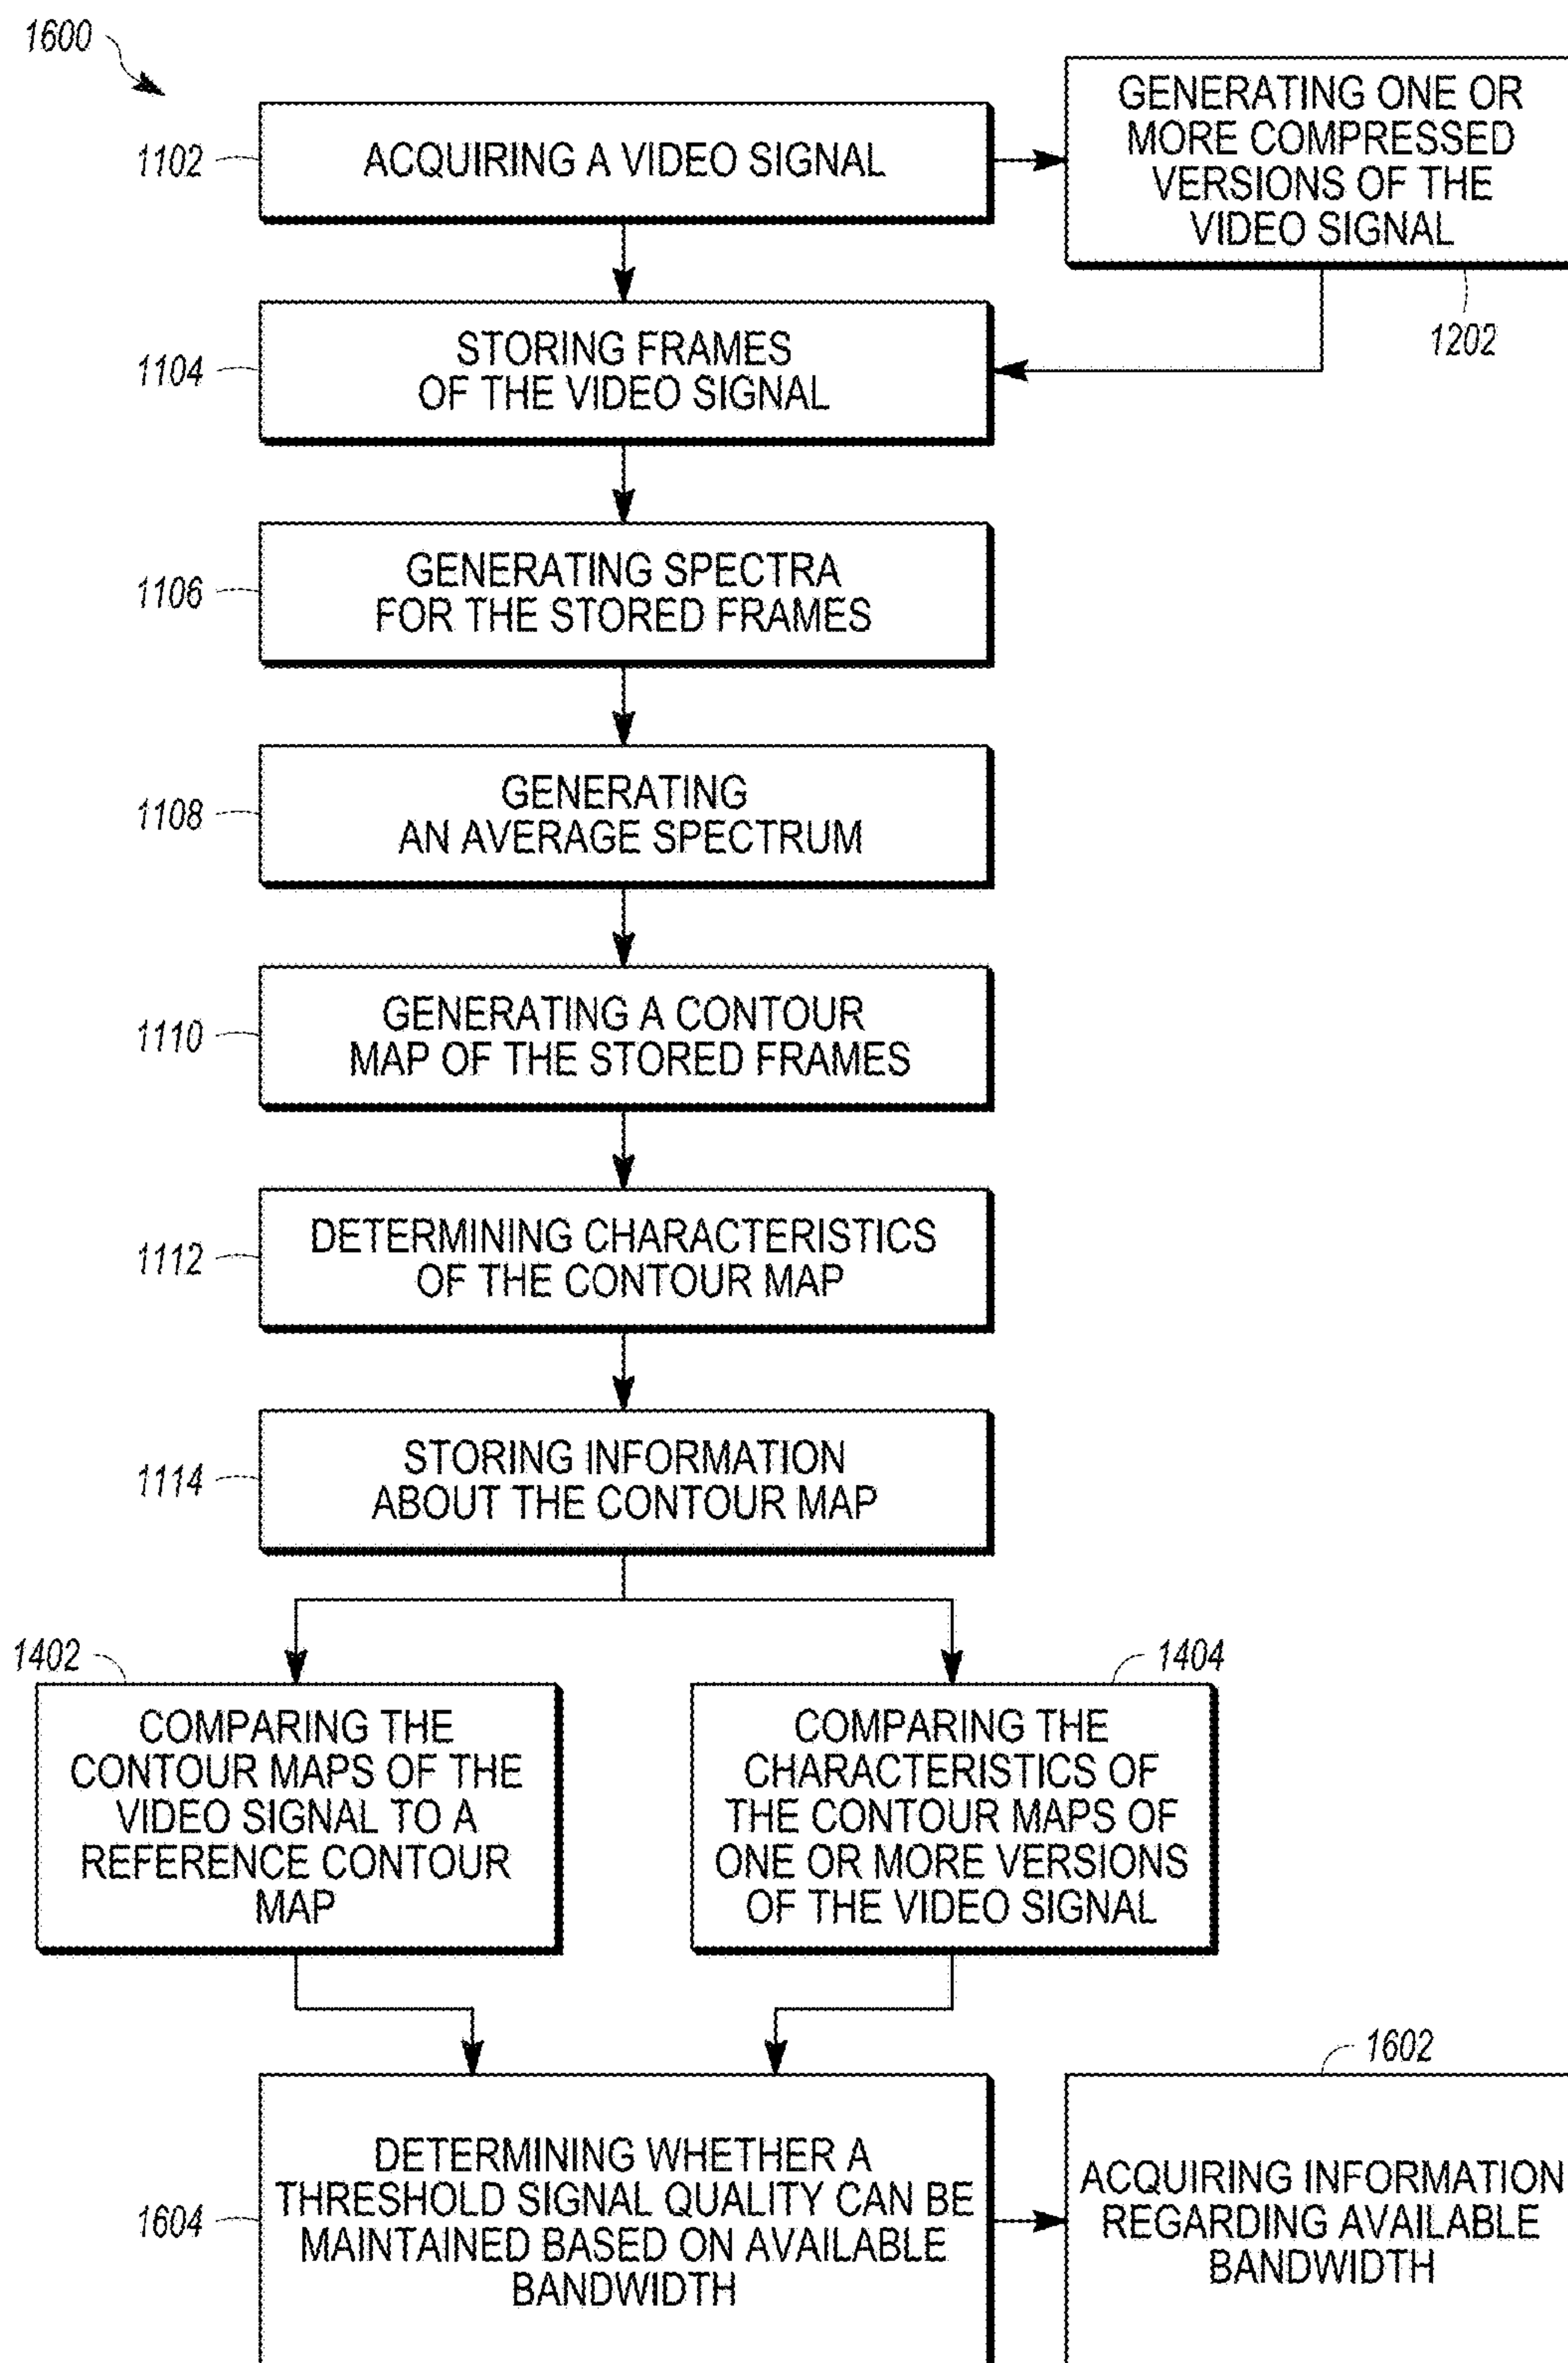 1600
1102
ACQUIRING A VIDEO SIGNAL
GENERATING ONE OR
MORE COMPRESSED
VERSIONS OF THE
VIDEO SIGNAL
1202
1104
STORING FRAMES
OF THE VIDEO SIGNAL
1106
GENERATING SPECTRA
FOR THE STORED FRAMES
1108
GENERATING
AN AVERAGE SPECTRUM
1110
GENERATING A CONTOUR
MAP OF THE STORED FRAMES
1112
DETERMINING CHARACTERISTICS
OF THE CONTOUR MAP
1114
STORING INFORMATION
ABOUT THE CONTOUR MAP
1402
COMPARING THE
CONTOUR MAPS OF THE
VIDEO SIGNAL TO A
REFERENCE CONTOUR
MAP
1404
COMPARING THE
CHARACTERISTICS OF
THE CONTOUR MAPS OF
ONE OR MORE VERSIONS
OF THE VIDEO SIGNAL
1604
DETERMINING WHETHER A
THRESHOLD SIGNAL QUALITY CAN BE
MAINTAINED BASED ON AVAILABLE
BANDWIDTH
1602
ACQUIRING INFORMATION
REGARDING AVAILABLE
BANDWIDTH